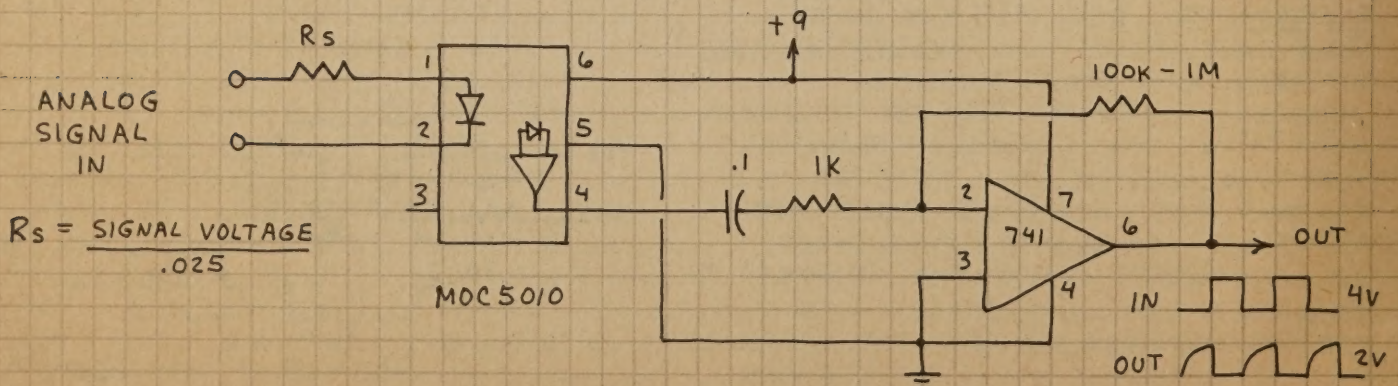 Rs
+9
1
6
100K - 1M
ANALOG
SIGNAL
IN
2
5
.1
1K
3
4
2
7
741
6
OUT
3
4
Rs = SIGNAL VOLTAGE
.025
MOC5010
IN
4V
OUT
2V